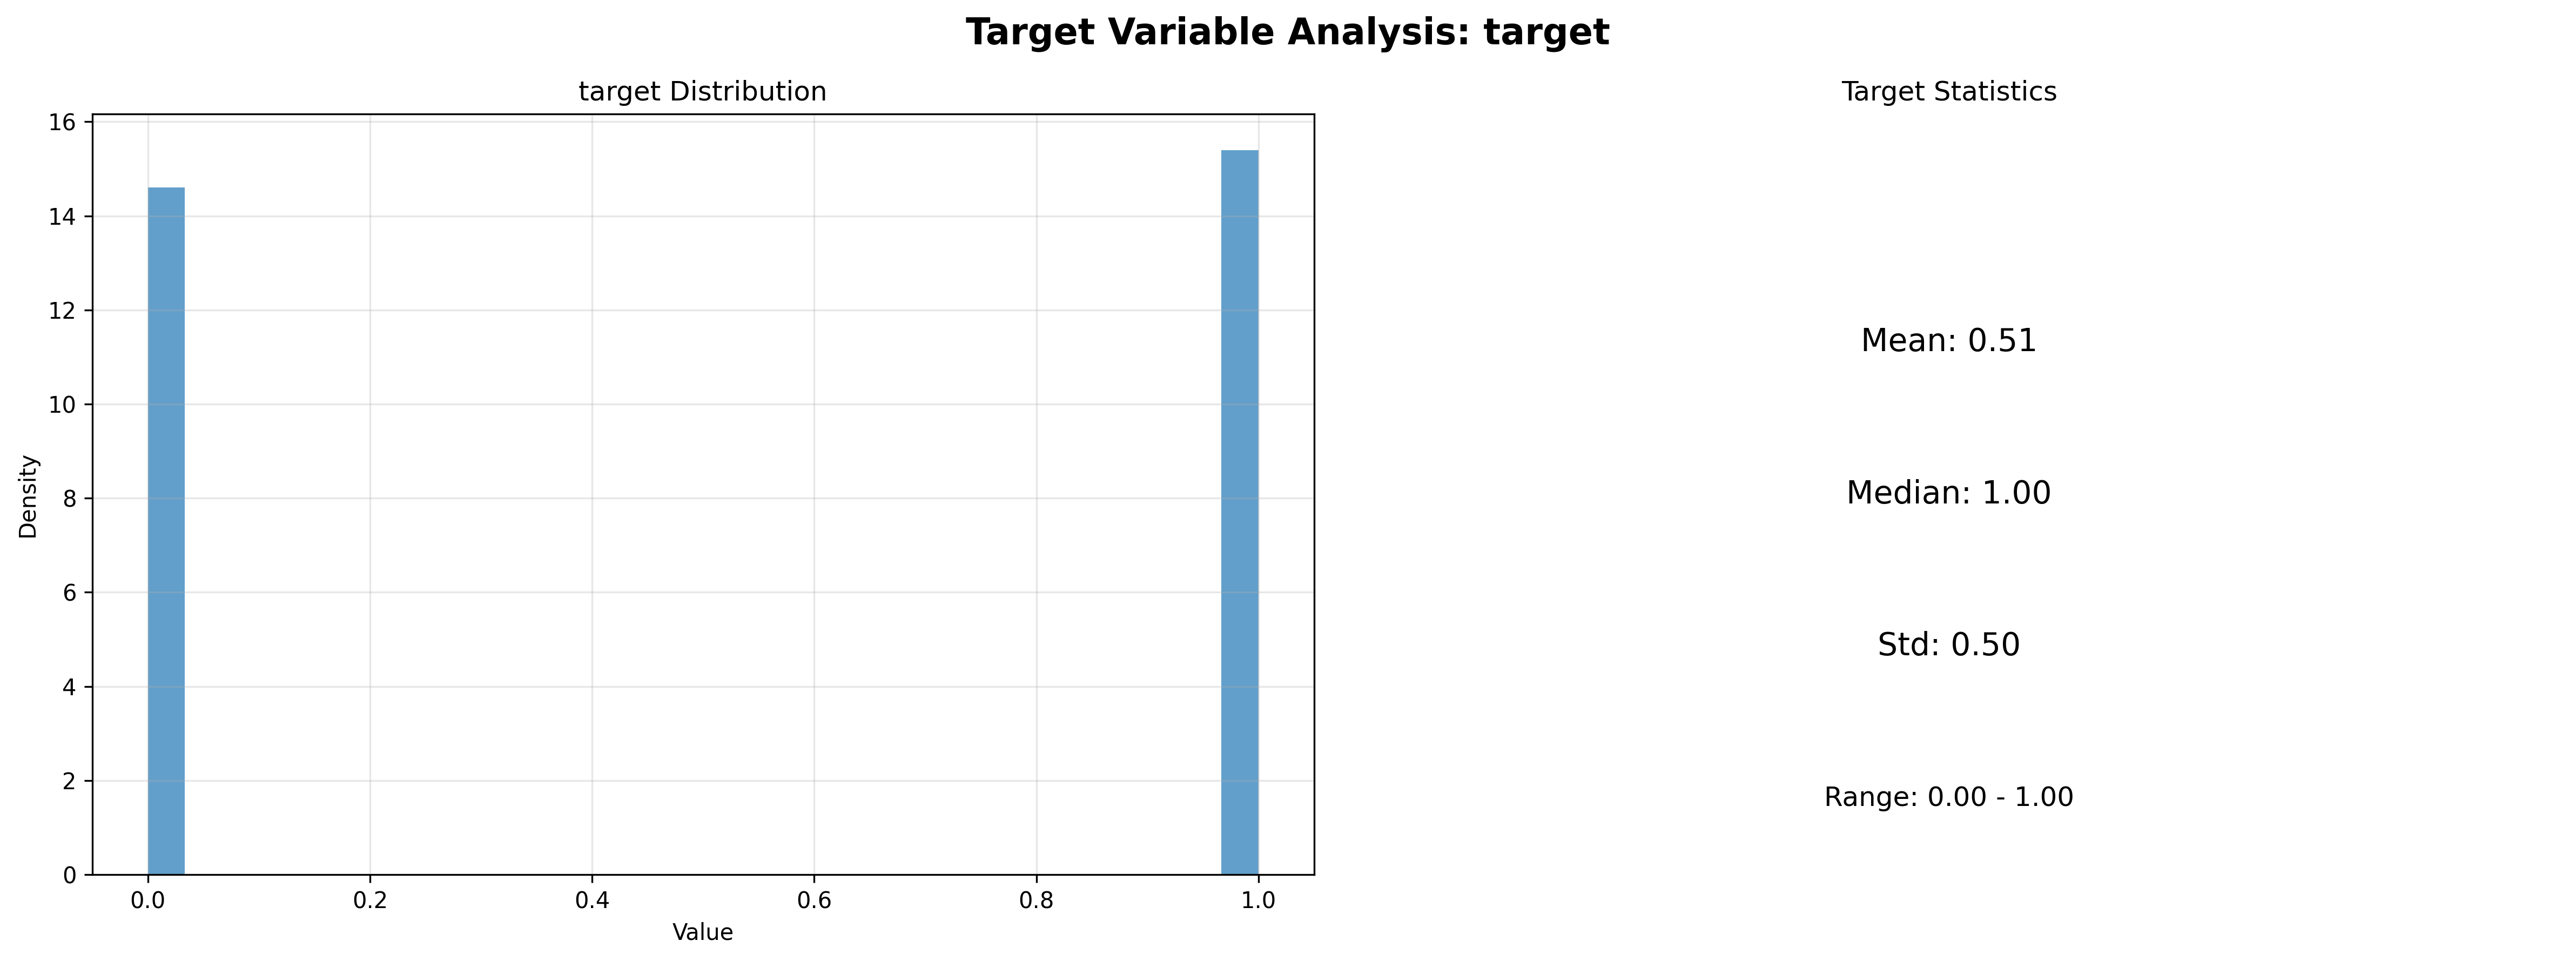 Target Variable Analysis: target
target Distribution
16
14
12
10
8
6
4
2
0
Density
0.0 0.2 0.4 0.6 0.8 1.0
Value
Target Statistics
Mean: 0.51
Median: 1.00
Std: 0.50
Range: 0.00 - 1.00